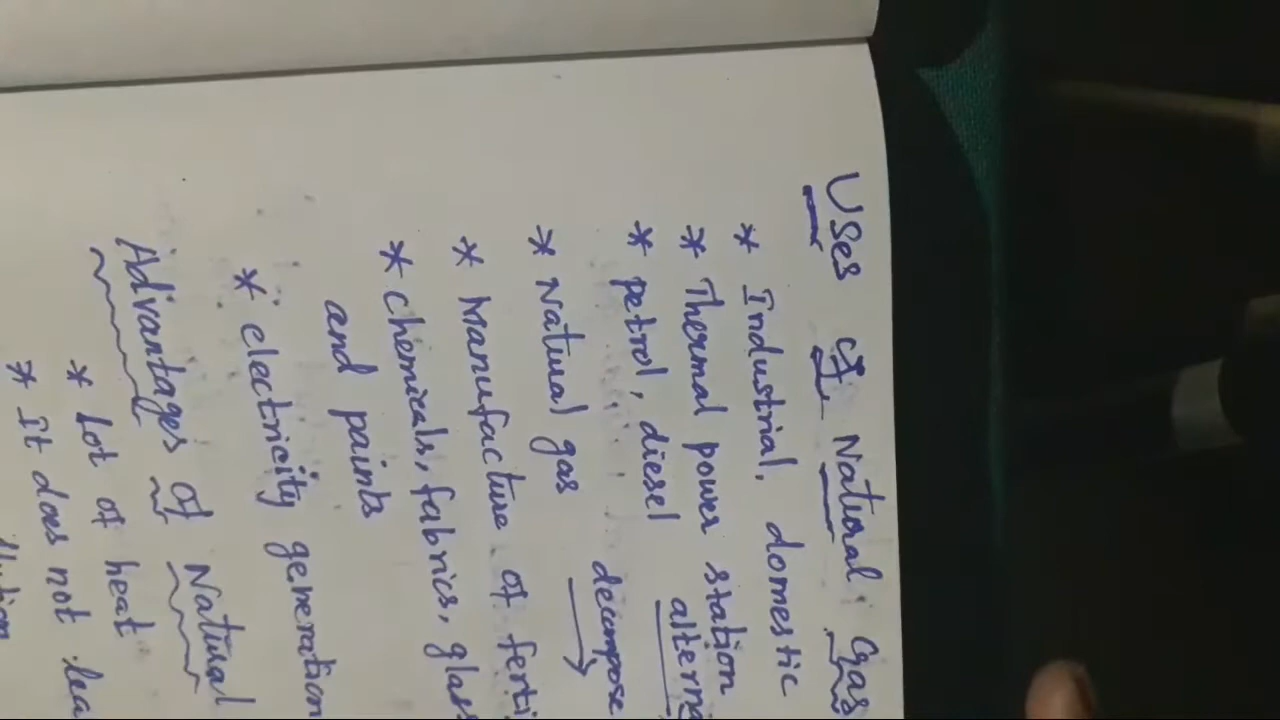 Uses of Natural Gas
* Industrial, domestic
* Thermal power station
* petrol, diesel alterna
* Natural gas decompose
* Manufacture of ferti
* chemicals, fabrics, glass
and paints
* electricity generation
Advantages of Natural
* Lot of heat
* It does not lea